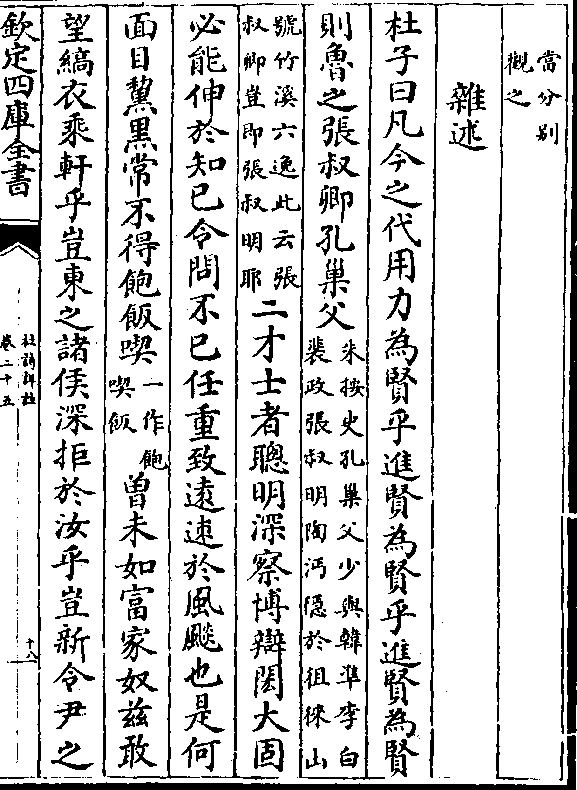 當分别
觀之
雜述
杜子曰凡今之代用力為賢乎進賢為賢乎進賢為賢
則魯之張叔卿孔巢父朱按史孔巢父少與韓準李白
裴政張叔明陶沔隱於徂徠山
號竹溪六逸此云張
叔卿豈即張叔明耶二才士者聰明深察博辯閎大固
必能伸於知已令問不已任重致遠速於風飈也是何
面目黧黑常不得飽飯喫一作飽
喫飯曾未如富家奴兹敢
望縞衣乘軒乎豈東之諸侯深拒於汝乎豈新令尹之
欽定四庫全書
杜詩詳註
卷二十五
十八